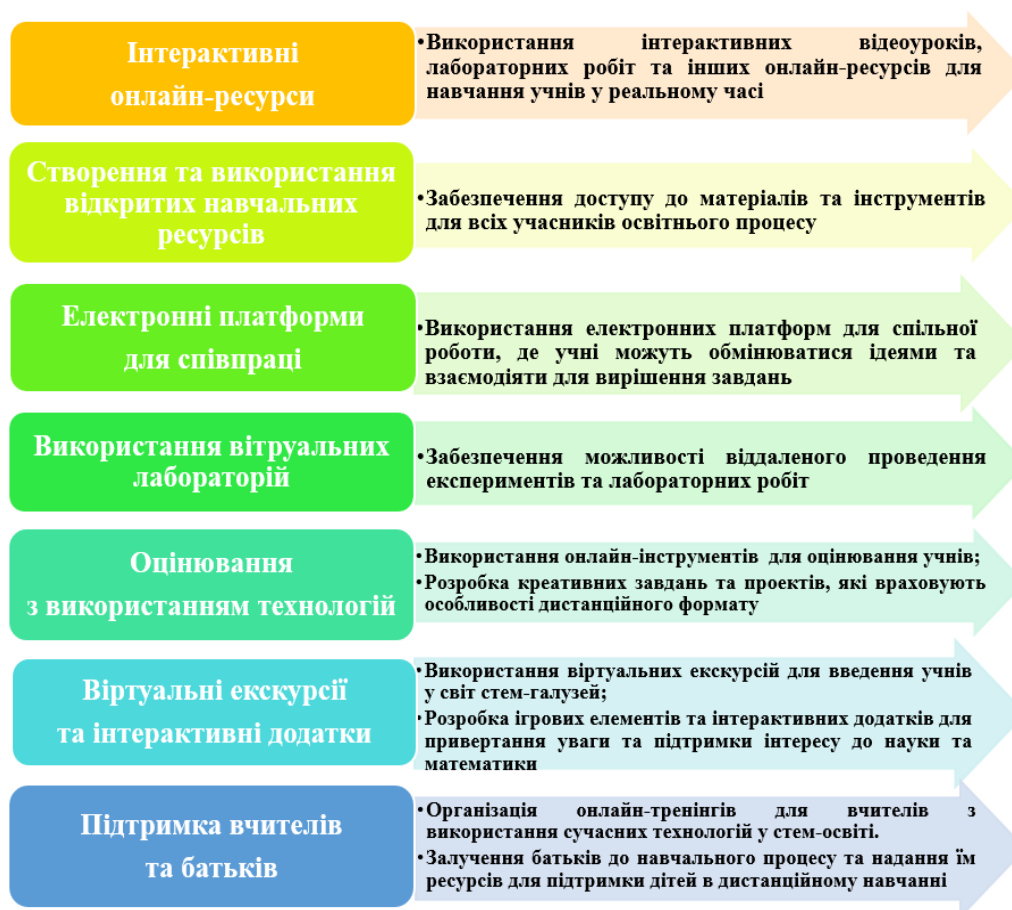 Інтерактивні
онлайн-ресурси
•Використання інтерактивних відеоуроків,
лабораторних робіт та інших онлайн-ресурсів для
навчання учнів у реальному часі
Створення та використання
відкритих навчальних
ресурсів
•Забезпечення доступу до матеріалів та інструментів
для всіх учасників освітнього процесу
Електронні платформи
для співпраці
•Використання електронних платформ для спільної
роботи, де учні можуть обмінюватися ідеями та
взаємодіяти для вирішення завдань
Використання вітруальних
лабораторій
•Забезпечення можливості віддаленого проведення
експериментів та лабораторних робіт
Оцінювання
з використанням технологій
•Використання онлайн-інструментів для оцінювання учнів;
•Розробка креативних завдань та проектів, які враховують
особливості дистанційного формату
Віртуальні екскурсії
та інтерактивні додатки
•Використання віртуальних екскурсій для введення учнів
у світ стем-галузей;
•Розробка ігрових елементів та інтерактивних додатків для
привертання уваги та підтримки інтересу до науки та
математики
Підтримка вчителів
та батьків
•Організація онлайн-тренінгів для вчителів з
використання сучасних технологій у стем-освіті.
•Залучення батьків до навчального процесу та надання їм
ресурсів для підтримки дітей в дистанційному навчанні